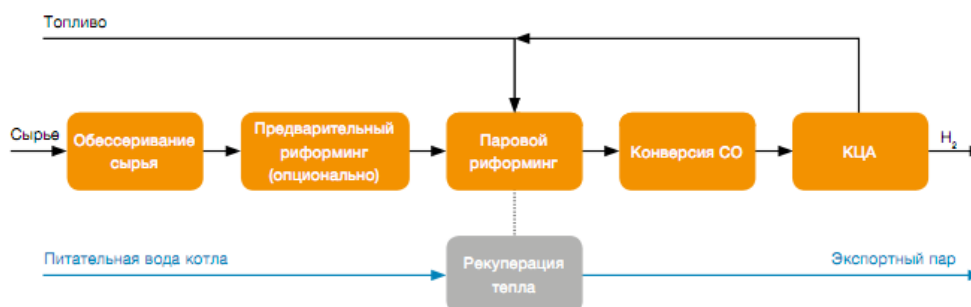 Топливо
Сырье
Обессеривание
сырья
Предварительный
риформинг
(опционально)
Паровой
риформинг
Конверсия СО
КЦА
H₂
Питательная вода котла
Рекуперация
тепла
Экспортный пар